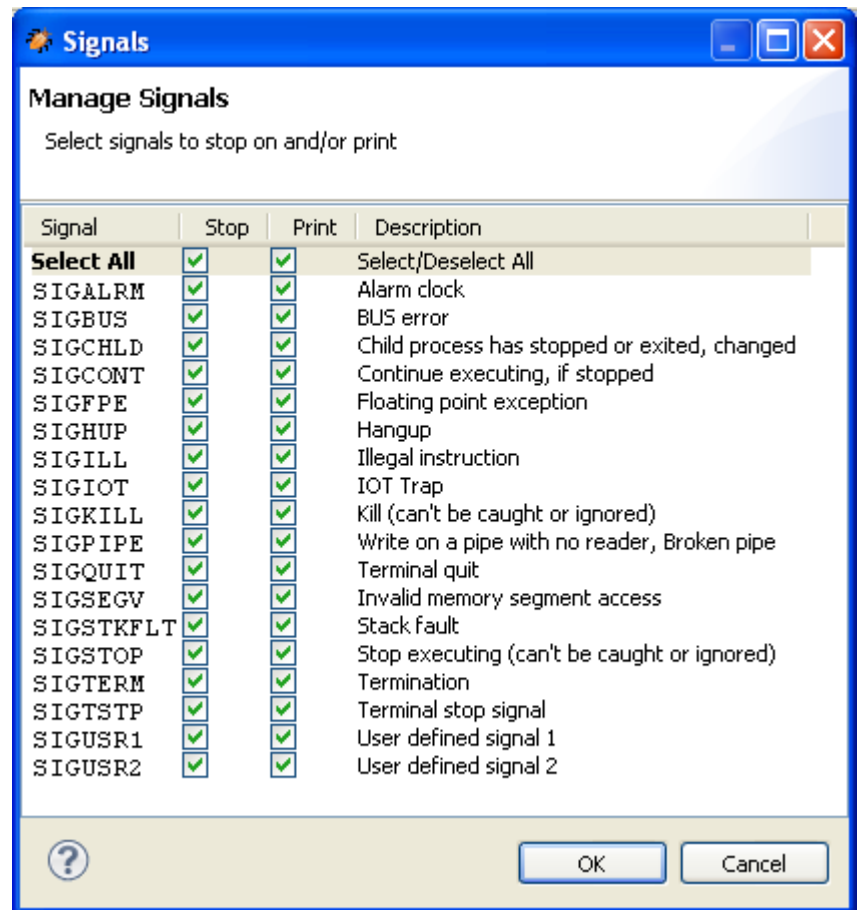 Signals
Manage Signals
Select signals to stop on and/or print
Signal Stop Print Description
Select All Select/Deselect All
SIGALRM Alarm clock
SIGBUS BUS error
SIGCHLD Child process has stopped or exited, changed
SIGCONT Continue executing, if stopped
SIGFPE Floating point exception
SIGHUP Hangup
SIGILL Illegal instruction
SIGIOT IOT Trap
SIGKILL Kill (can't be caught or ignored)
SIGPIPE Write on a pipe with no reader, Broken pipe
SIGQUIT Terminal quit
SIGSEGV Invalid memory segment access
SIGSTKFLT Stack fault
SIGSTOP Stop executing (can't be caught or ignored)
SIGTERM Termination
SIGTSTP Terminal stop signal
SIGUSR1 User defined signal 1
SIGUSR2 User defined signal 2
? OK Cancel